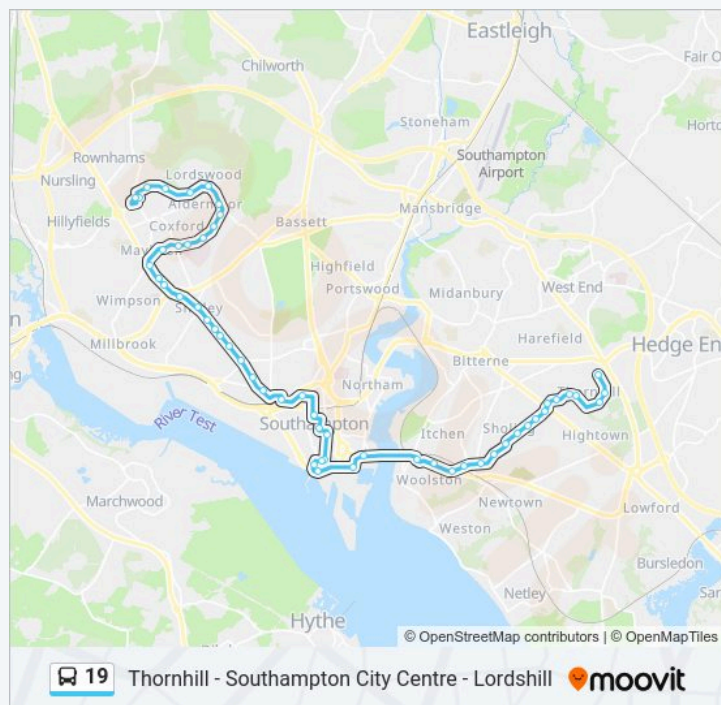 Eastleigh
Chilworth
Fair O
Stoneham
Horto
Rownhams
Southampton
Airport
Lordswood
Nursling
Aldermoor
Mansbridge
Hillyfields
Coxford
Bassett
Highfield
West End
Portswood
Midanbury
Wimpson
Harefield
Hedge En
Millbrook
Bitterne
Northam
Thornhill
River Test
Southampton
Itchen
Hightown
Marchwood
Woolston
Newtown
Lowford
Weston
Bursledon
Netley
Hythe
© OpenStreetMap contributors | © OpenMapTiles
19 Thornhill - Southampton City Centre - Lordshill moovit